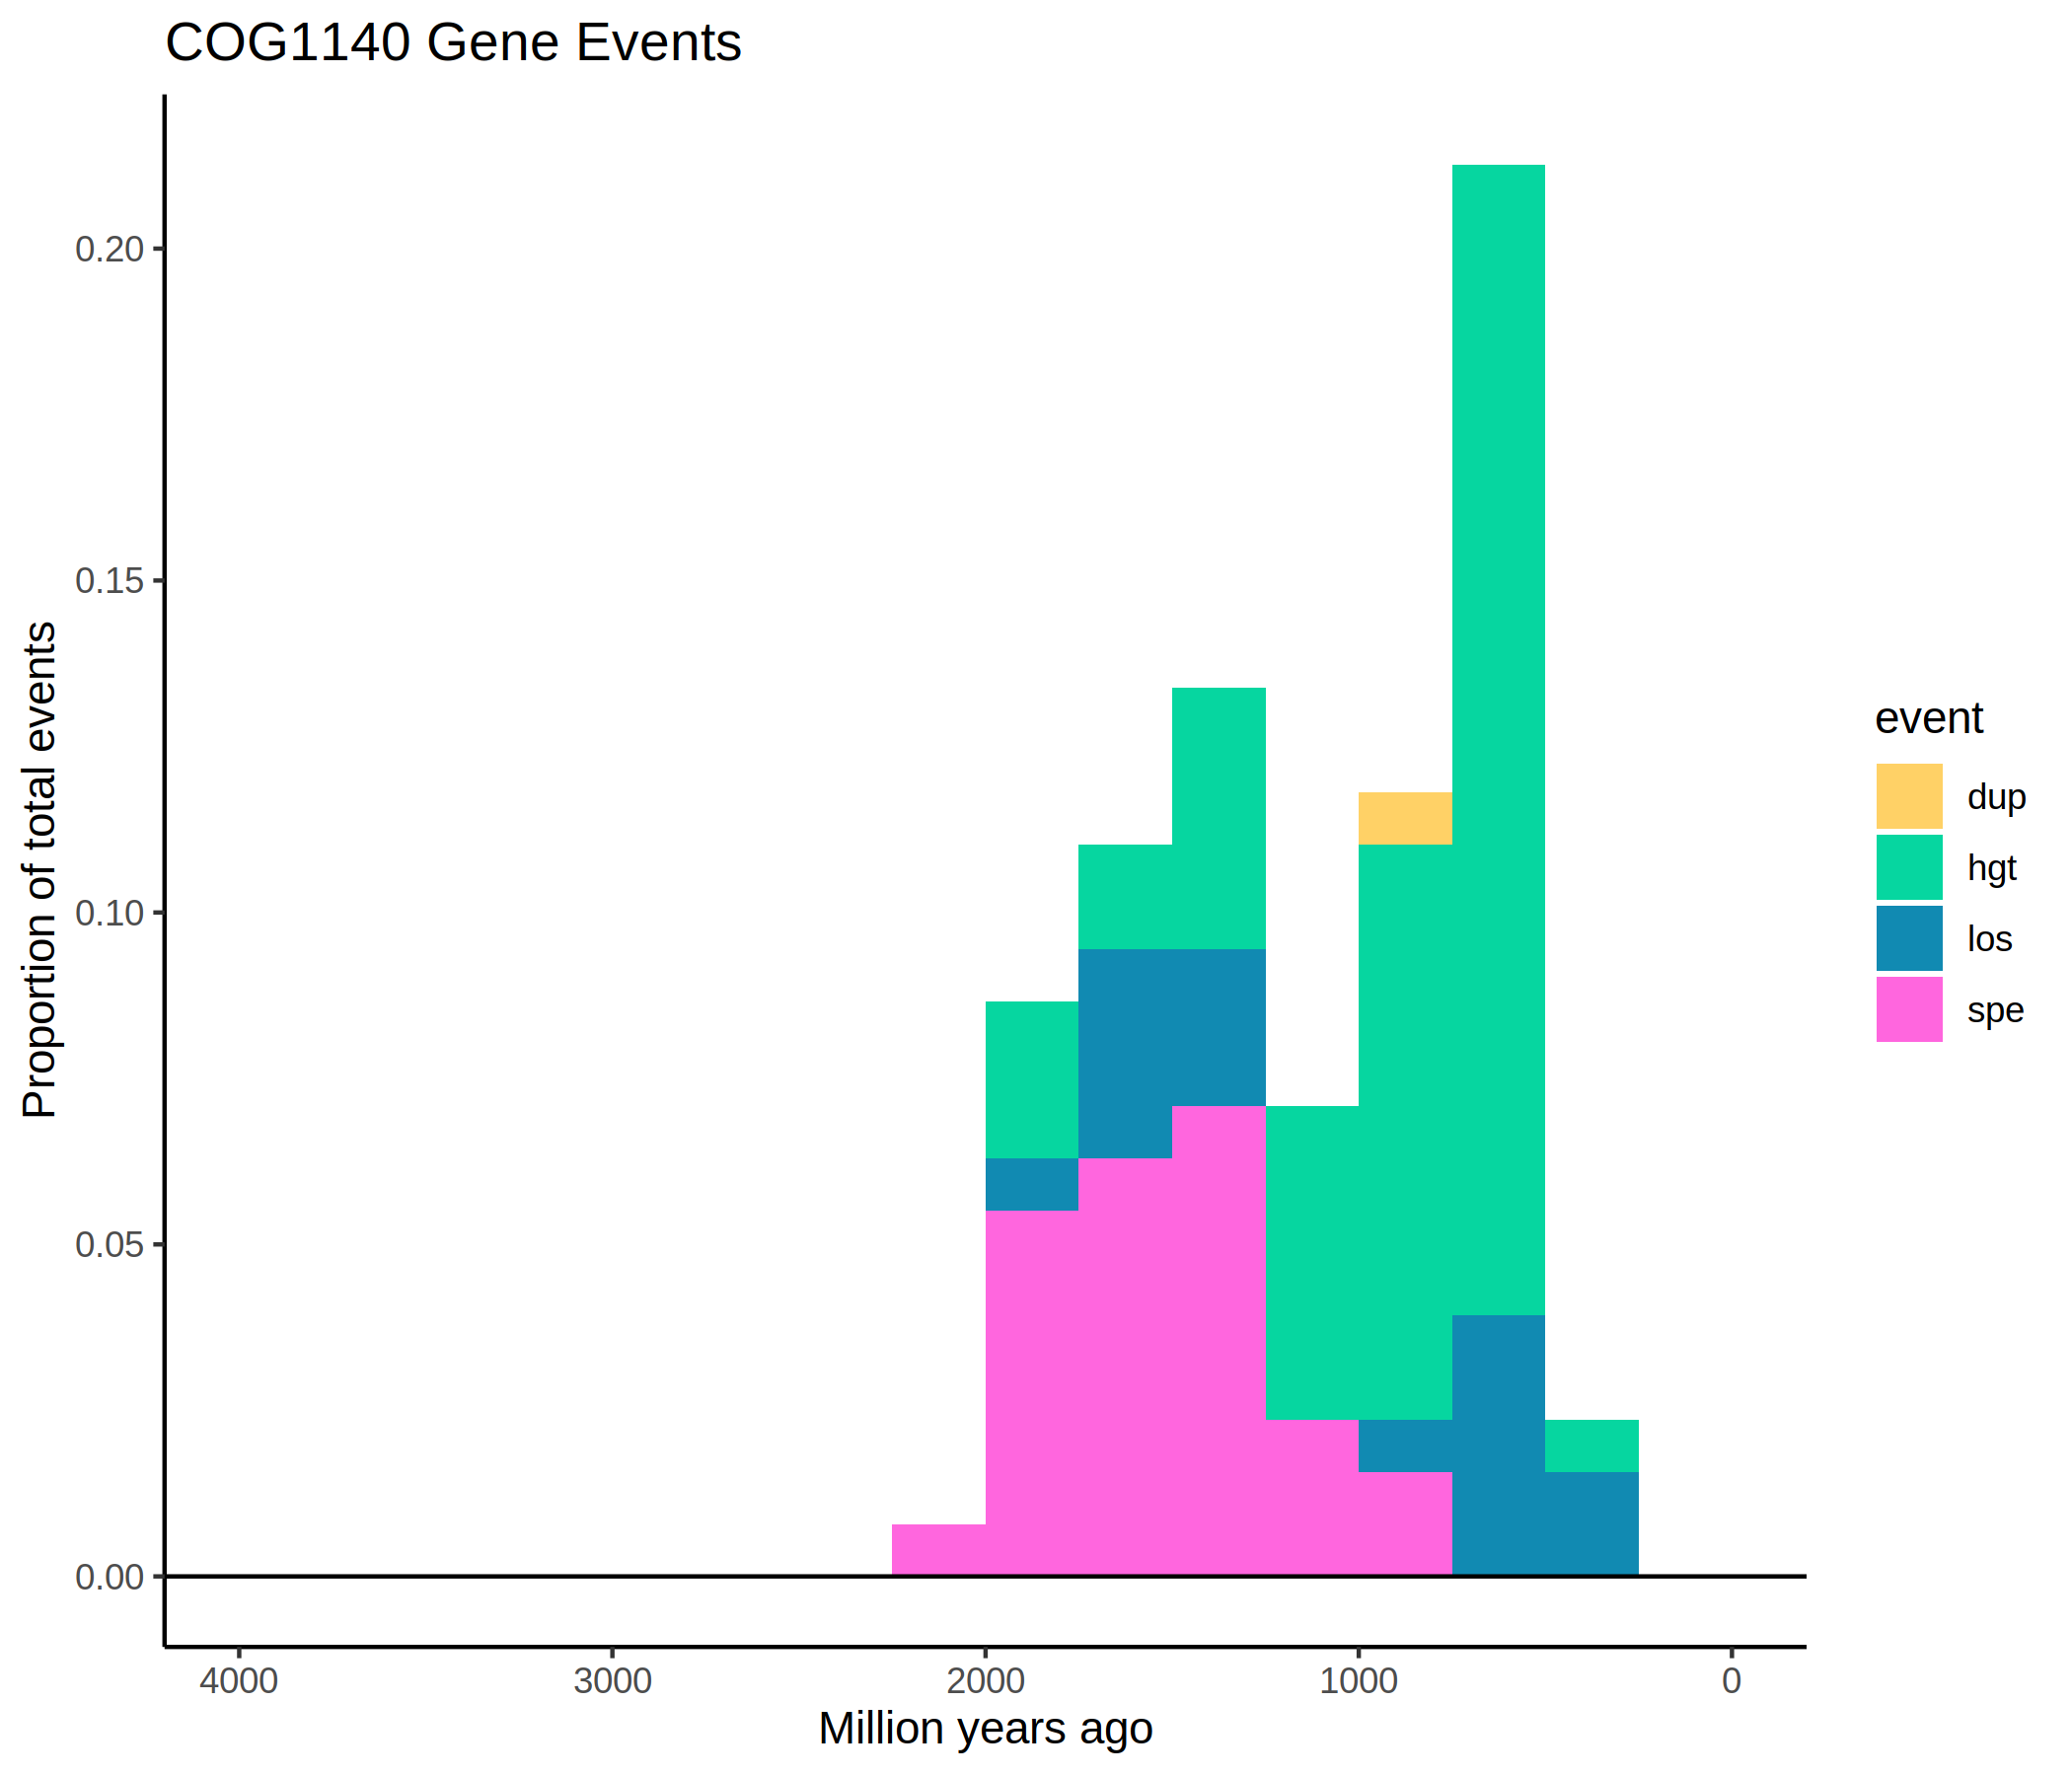 COG1140 Gene Events
Proportion of total events
0.20
0.15
0.10
0.05
0.00
4000 3000 2000 1000 0
Million years ago
event
dup
hgt
los
spe